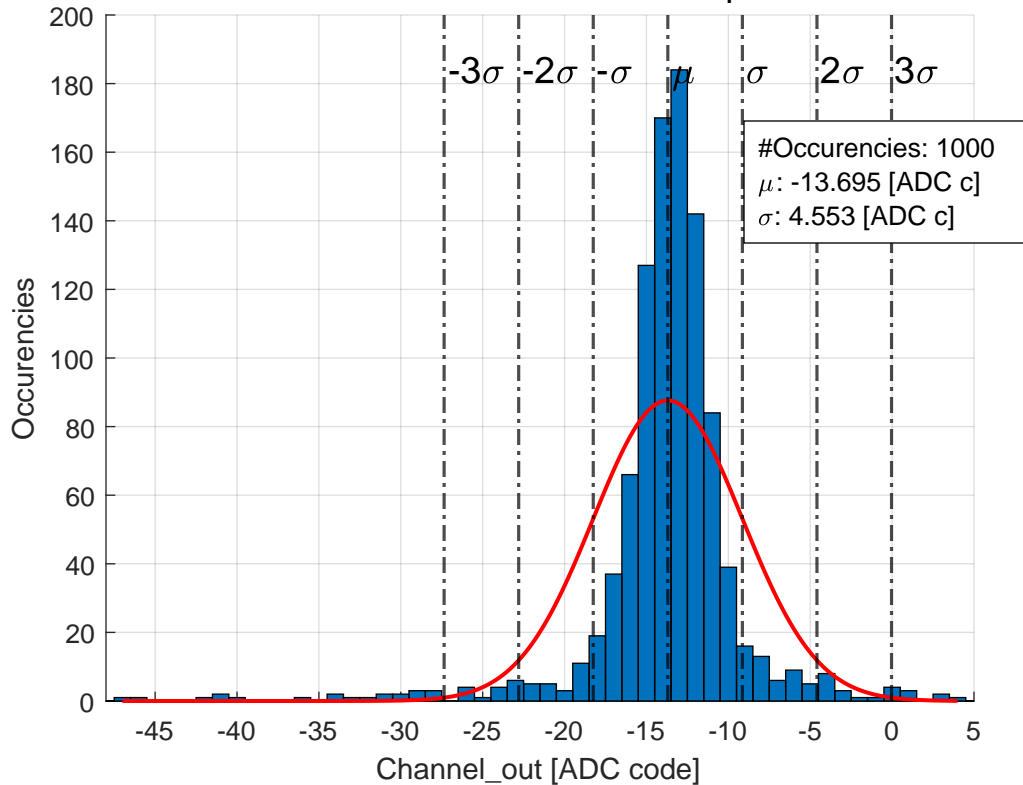 200
180
160
140
120
100
80
60
40
20
0
Occurencies
-3σ -2σ -σ μ σ 2σ 3σ
#Occurencies: 1000
μ: -13.695 [ADC c]
σ: 4.553 [ADC c]
-45 -40 -35 -30 -25 -20 -15 -10 -5 0 5
Channel_out [ADC code]